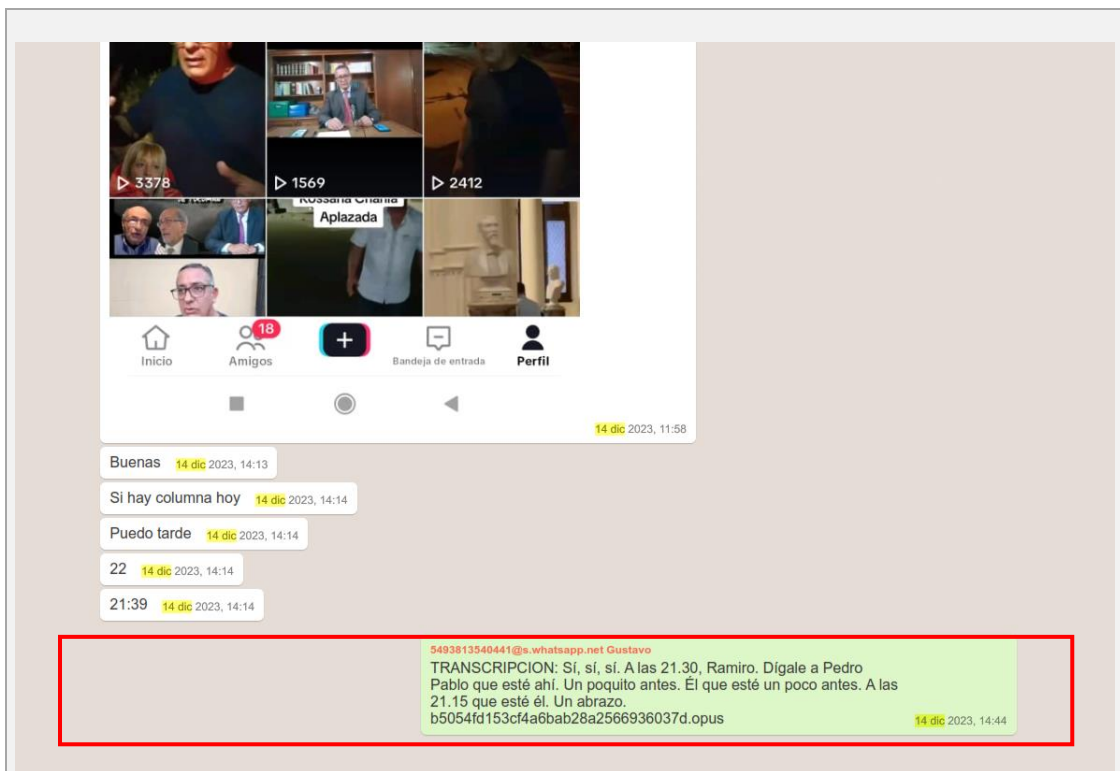 3378
1569
2412
Rossana Chahla
Aplazada
18
Inicio
Amigos
Bandeja de entrada
Perfil
14 dic 2023, 11:58
Buenas 14 dic 2023, 14:13
Si hay columna hoy 14 dic 2023, 14:14
Puedo tarde 14 dic 2023, 14:14
22 14 dic 2023, 14:14
21:39 14 dic 2023, 14:14
5493813540441@s.whatsapp.net Gustavo
TRANSCRIPCION: Sí, sí, sí. A las 21.30, Ramiro. Dígale a Pedro
Pablo que esté ahí. Un poquito antes. Él que esté un poco antes. A las
21.15 que esté él. Un abrazo.
b5054fd153cf4a6bab28a2566936037d.opus 14 dic 2023, 14:44